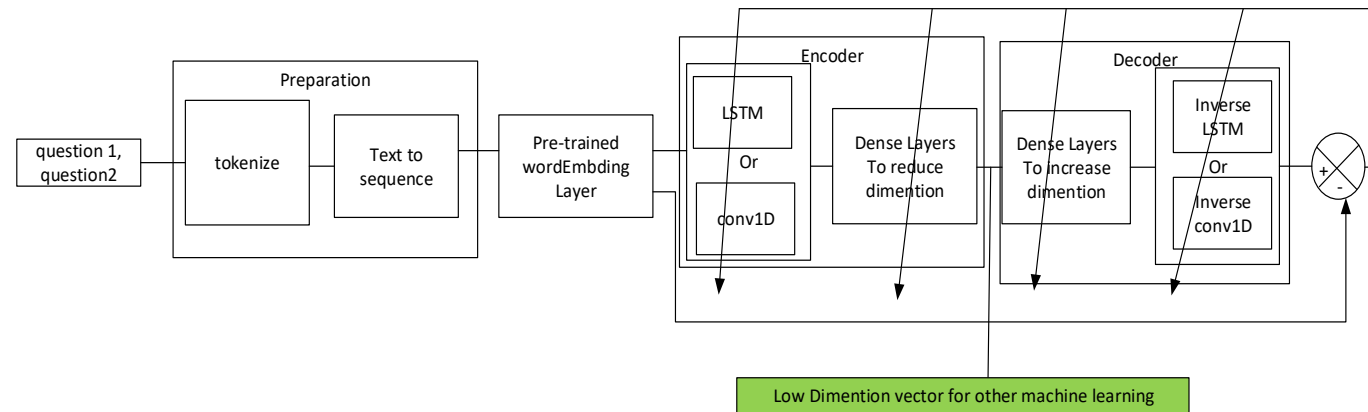 question 1,
question2
Preparation
tokenize
Text to
sequence
Pre-trained
wordEmbding
Layer
Encoder
LSTM
Or
conv1D
Dense Layers
To reduce
dimention
Decoder
Dense Layers
To increase
dimention
Inverse
LSTM
Or
Inverse
conv1D
+
-
Low Dimention vector for other machine learning